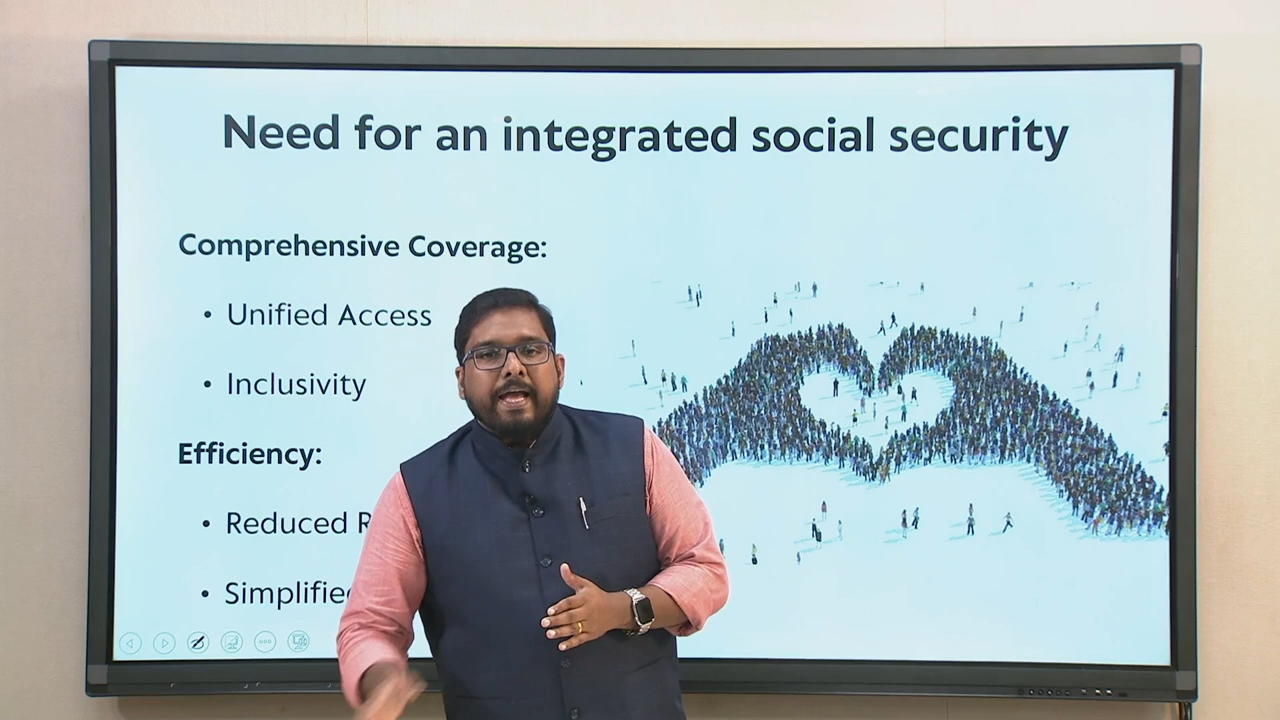 Need for an integrated social security
Comprehensive Coverage:
• Unified Access
• Inclusivity
Efficiency:
• Reduced
• Simplified